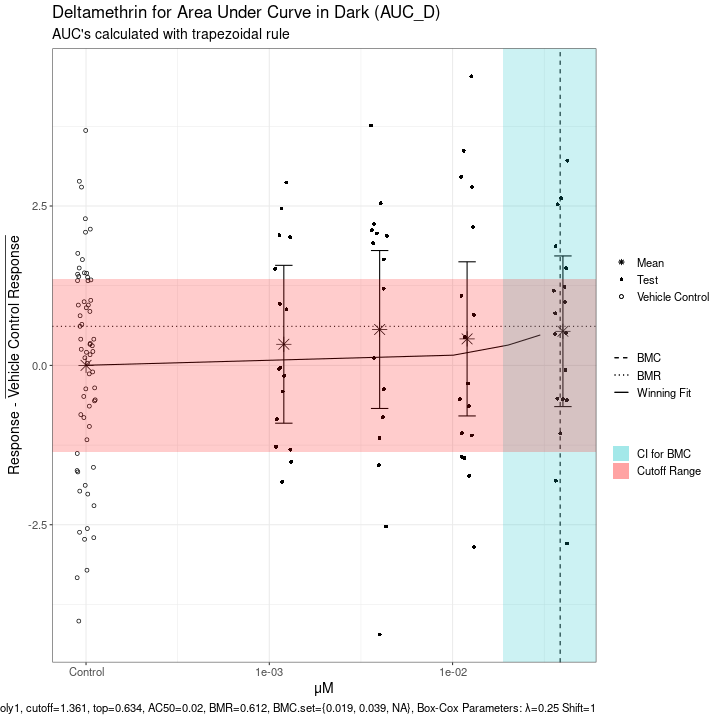 Deltamethrin for Area Under Curve in Dark (AUC_D)
AUC's calculated with trapezoidal rule
Response - Vehicle Control Response
2.5
0.0
-2.5
Control
1e-03
1e-02
μM
Mean
Test
Vehicle Control
BMC
BMR
Winning Fit
CI for BMC
Cutoff Range
oly1, cutoff=1.361, top=0.634, AC50=0.02, BMR=0.612, BMC.set={0.019, 0.039, NA}, Box-Cox Parameters: λ=0.25 Shift=1